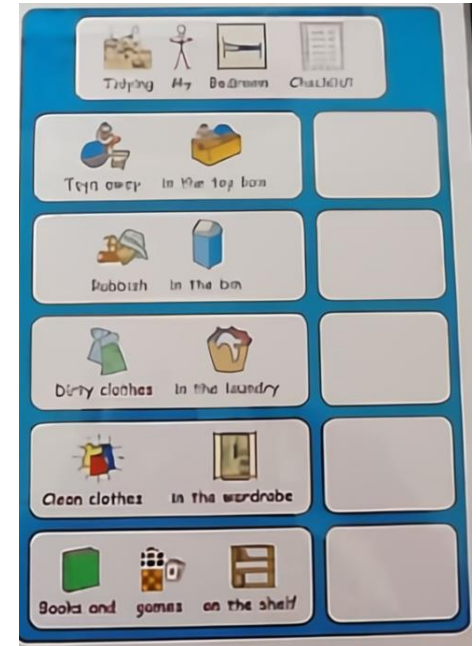 Tidying My Bedroom Checklist
Toys away in the toy box
Rubbish in the bin
Dirty clothes in the laundry
Clean clothes in the wardrobe
Books and games on the shelf